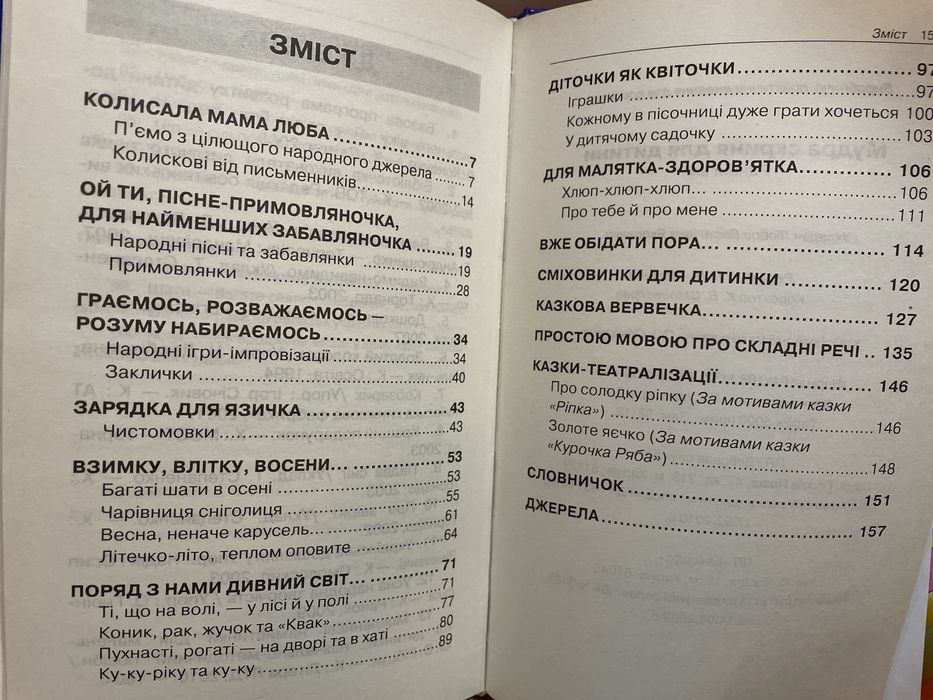 ЗМІСТ
КОЛИСАЛА МАМА ЛЮБА ........ 7
П'ємо з цілющого народного джерела ........ 7
Колискові від письменників ........ 14
ОЙ ТИ, ПІСНЕ-ПРИМОВЛЯНОЧКА,
ДЛЯ НАЙМЕНШИХ ЗАБАВЛЯНОЧКА ........ 19
Народні пісні та забавлянки ........ 19
Примовлянки ........ 28
ГРАЄМОСЬ, РОЗВАЖАЄМОСЬ –
РОЗУМУ НАБИРАЄМОСЬ ........ 34
Народні ігри-імпровізації ........ 34
Заклички ........ 40
ЗАРЯДКА ДЛЯ ЯЗИЧКА ........ 43
Чистомовки ........ 43
ВЗИМКУ, ВЛІТКУ, ВОСЕНИ... ........ 53
Багаті шати в осені ........ 53
Чарівниця сніголиця ........ 55
Весна, неначе карусель ........ 61
Літечко-літо, теплом оповите ........ 64
ПОРЯД З НАМИ ДИВНИЙ СВІТ... ........ 71
Ті, що на волі, — у лісі й у полі ........ 71
Коник, рак, жучок та «Квак» ........ 77
Пухнасті, рогаті — на дворі та в хаті ........ 80
Ку-ку-ріку та ку-ку ........ 89
Зміст 15
ДІТОЧКИ ЯК КВІТОЧКИ ........ 97
Іграшки ........ 97
Кожному в пісочниці дуже грати хочеться 100
У дитячому садочку ........ 103
ДЛЯ МАЛЯТКА-ЗДОРОВ'ЯТКА ........ 106
Хлюп-хлюп-хлюп... ........ 106
Про тебе й про мене ........ 111
ВЖЕ ОБІДАТИ ПОРА... ........ 114
СМІХОВИНКИ ДЛЯ ДИТИНКИ ........ 120
КАЗКОВА ВЕРВЕЧКА ........ 127
ПРОСТОЮ МОВОЮ ПРО СКЛАДНІ РЕЧІ .. 135
КАЗКИ-ТЕАТРАЛІЗАЦІЇ ........ 146
Про солодку ріпку (За мотивами казки
«Ріпка») ........ 146
Золоте яєчко (За мотивами казки
«Курочка Ряба») ........ 148
СЛОВНИЧОК ........ 151
ДЖЕРЕЛА ........ 157